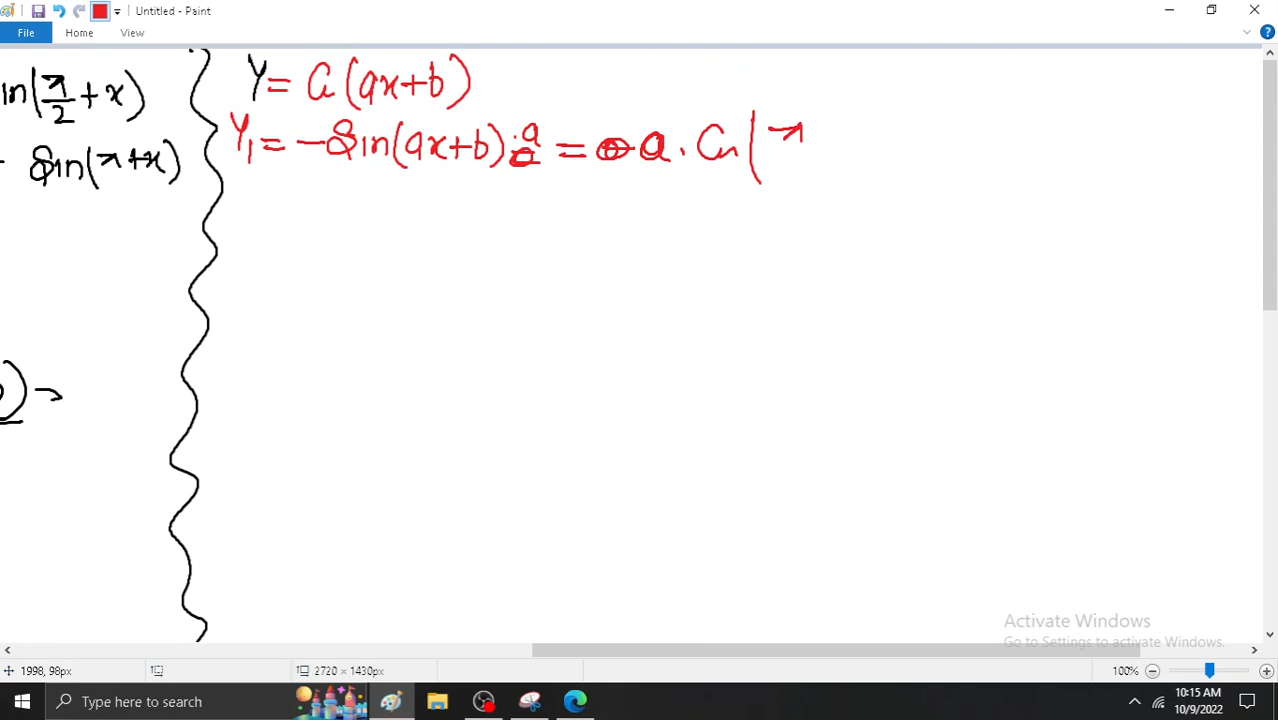 Untitled - Paint
File Home View
in(π/2 + x)
Sin(π+x)
Y = Cos(ax+b)
Y₁ = -Sin(ax+b).a = a . Cos(π
Activate Windows
Go to Settings to activate Windows.
1998, 98px
2720 × 1430px
100%
Type here to search
10:15 AM
10/9/2022